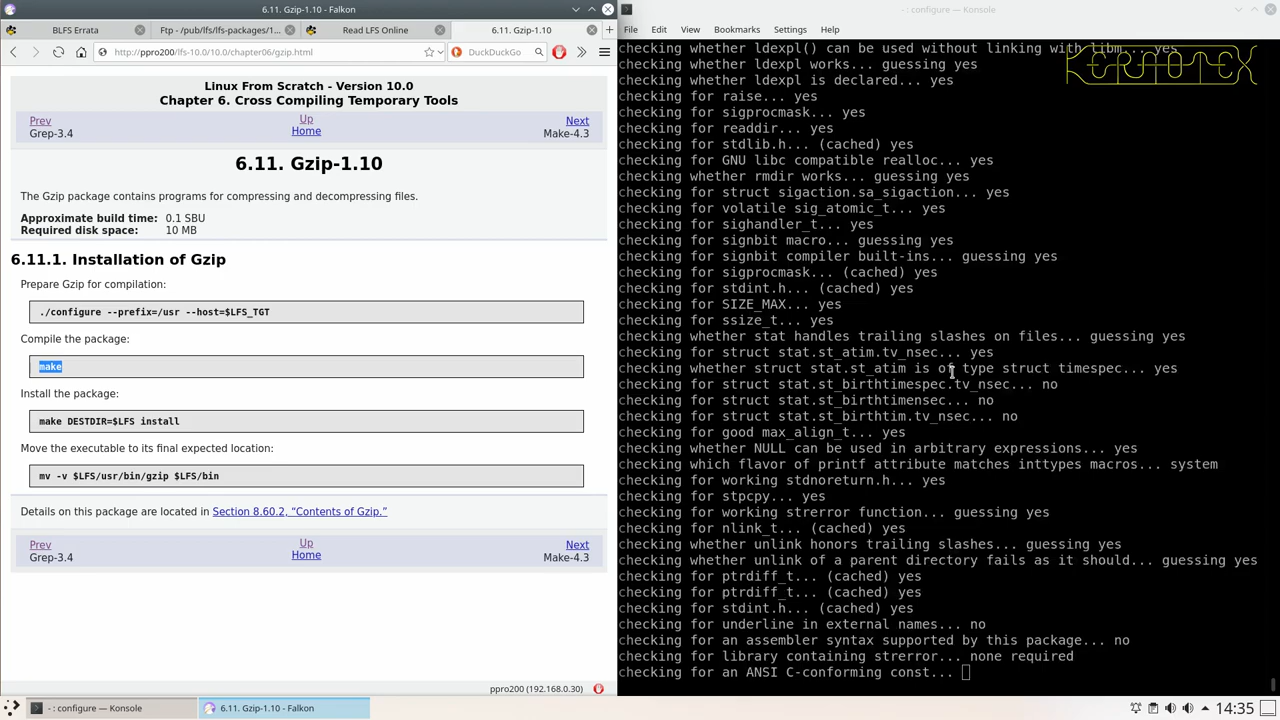 6.11. Gzip-1.10 - Falkon
BLFS Errata
Ftp - /pub/lfs/lfs-packages/1...
Read LFS Online
6.11. Gzip-1.10
http://ppro200/lfs-10.0/10.0/chapter06/gzip.html
DuckDuckGo
Linux From Scratch - Version 10.0
Chapter 6. Cross Compiling Temporary Tools
Prev
Up
Next
Grep-3.4
Home
Make-4.3
6.11. Gzip-1.10
The Gzip package contains programs for compressing and decompressing files.
Approximate build time: 0.1 SBU
Required disk space: 10 MB
6.11.1. Installation of Gzip
Prepare Gzip for compilation:
./configure --prefix=/usr --host=$LFS_TGT
Compile the package:
make
Install the package:
make DESTDIR=$LFS install
Move the executable to its final expected location:
mv -v $LFS/usr/bin/gzip $LFS/bin
Details on this package are located in Section 8.60.2, “Contents of Gzip.”
Prev
Up
Next
Grep-3.4
Home
Make-4.3
ppro200 (192.168.0.30)
- : configure — Konsole
File Edit View Bookmarks Settings Help
KERNOTEX
checking whether ldexpl() can be used without linking with libm... yes
checking whether ldexpl works... guessing yes
checking whether ldexpl is declared... yes
checking for raise... yes
checking for sigprocmask... yes
checking for readdir... yes
checking for stdlib.h... (cached) yes
checking for GNU libc compatible realloc... yes
checking whether rmdir works... guessing yes
checking for struct sigaction.sa_sigaction... yes
checking for volatile sig_atomic_t... yes
checking for sighandler_t... yes
checking for signbit macro... guessing yes
checking for signbit compiler built-ins... guessing yes
checking for sigprocmask... (cached) yes
checking for stdint.h... (cached) yes
checking for SIZE_MAX... yes
checking for ssize_t... yes
checking whether stat handles trailing slashes on files... guessing yes
checking for struct stat.st_atim.tv_nsec... yes
checking whether struct stat.st_atim is of type struct timespec... yes
checking for struct stat.st_birthtimespec.tv_nsec... no
checking for struct stat.st_birthtimensec... no
checking for struct stat.st_birthtim.tv_nsec... no
checking for good max_align_t... yes
checking whether NULL can be used in arbitrary expressions... yes
checking which flavor of printf attribute matches inttypes macros... system
checking for working stdnoreturn.h... yes
checking for stpcpy... yes
checking for working strerror function... guessing yes
checking for nlink_t... (cached) yes
checking whether unlink honors trailing slashes... guessing yes
checking whether unlink of a parent directory fails as it should... guessing yes
checking for ptrdiff_t... (cached) yes
checking for ptrdiff_t... (cached) yes
checking for stdint.h... (cached) yes
checking for underline in external names... no
checking for an assembler syntax supported by this package... no
checking for library containing strerror... none required
checking for an ANSI C-conforming const...
- : configure — Konsole
6.11. Gzip-1.10 - Falkon
14:35